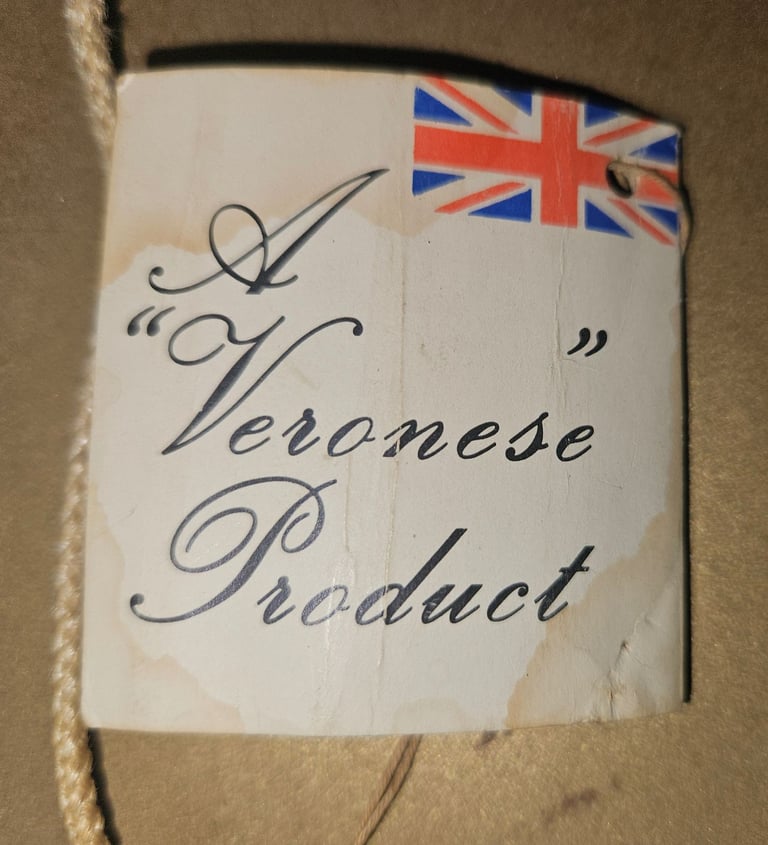 A
“Veronese”
Product